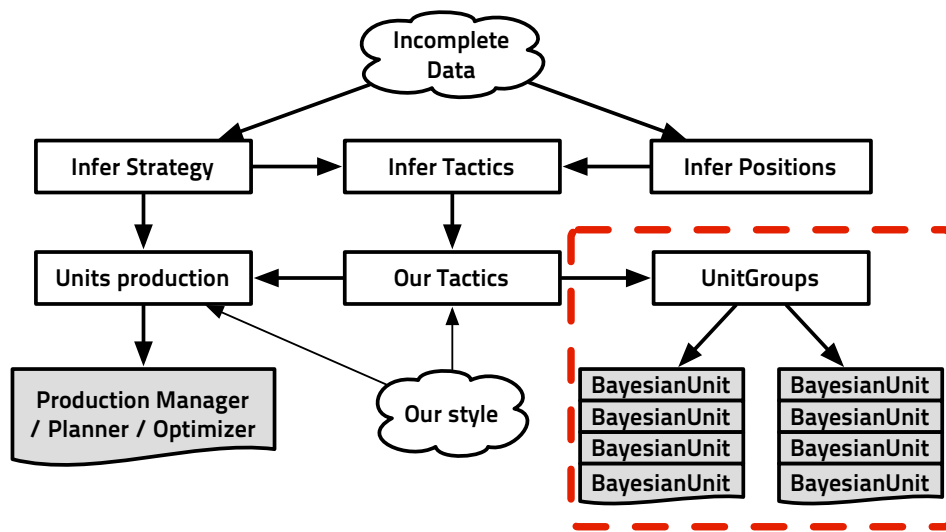 Incomplete
Data
Infer Strategy
Infer Tactics
Infer Positions
Units production
Our Tactics
UnitGroups
Production Manager
/ Planner / Optimizer
Our style
BayesianUnit
BayesianUnit
BayesianUnit
BayesianUnit
BayesianUnit
BayesianUnit
BayesianUnit
BayesianUnit